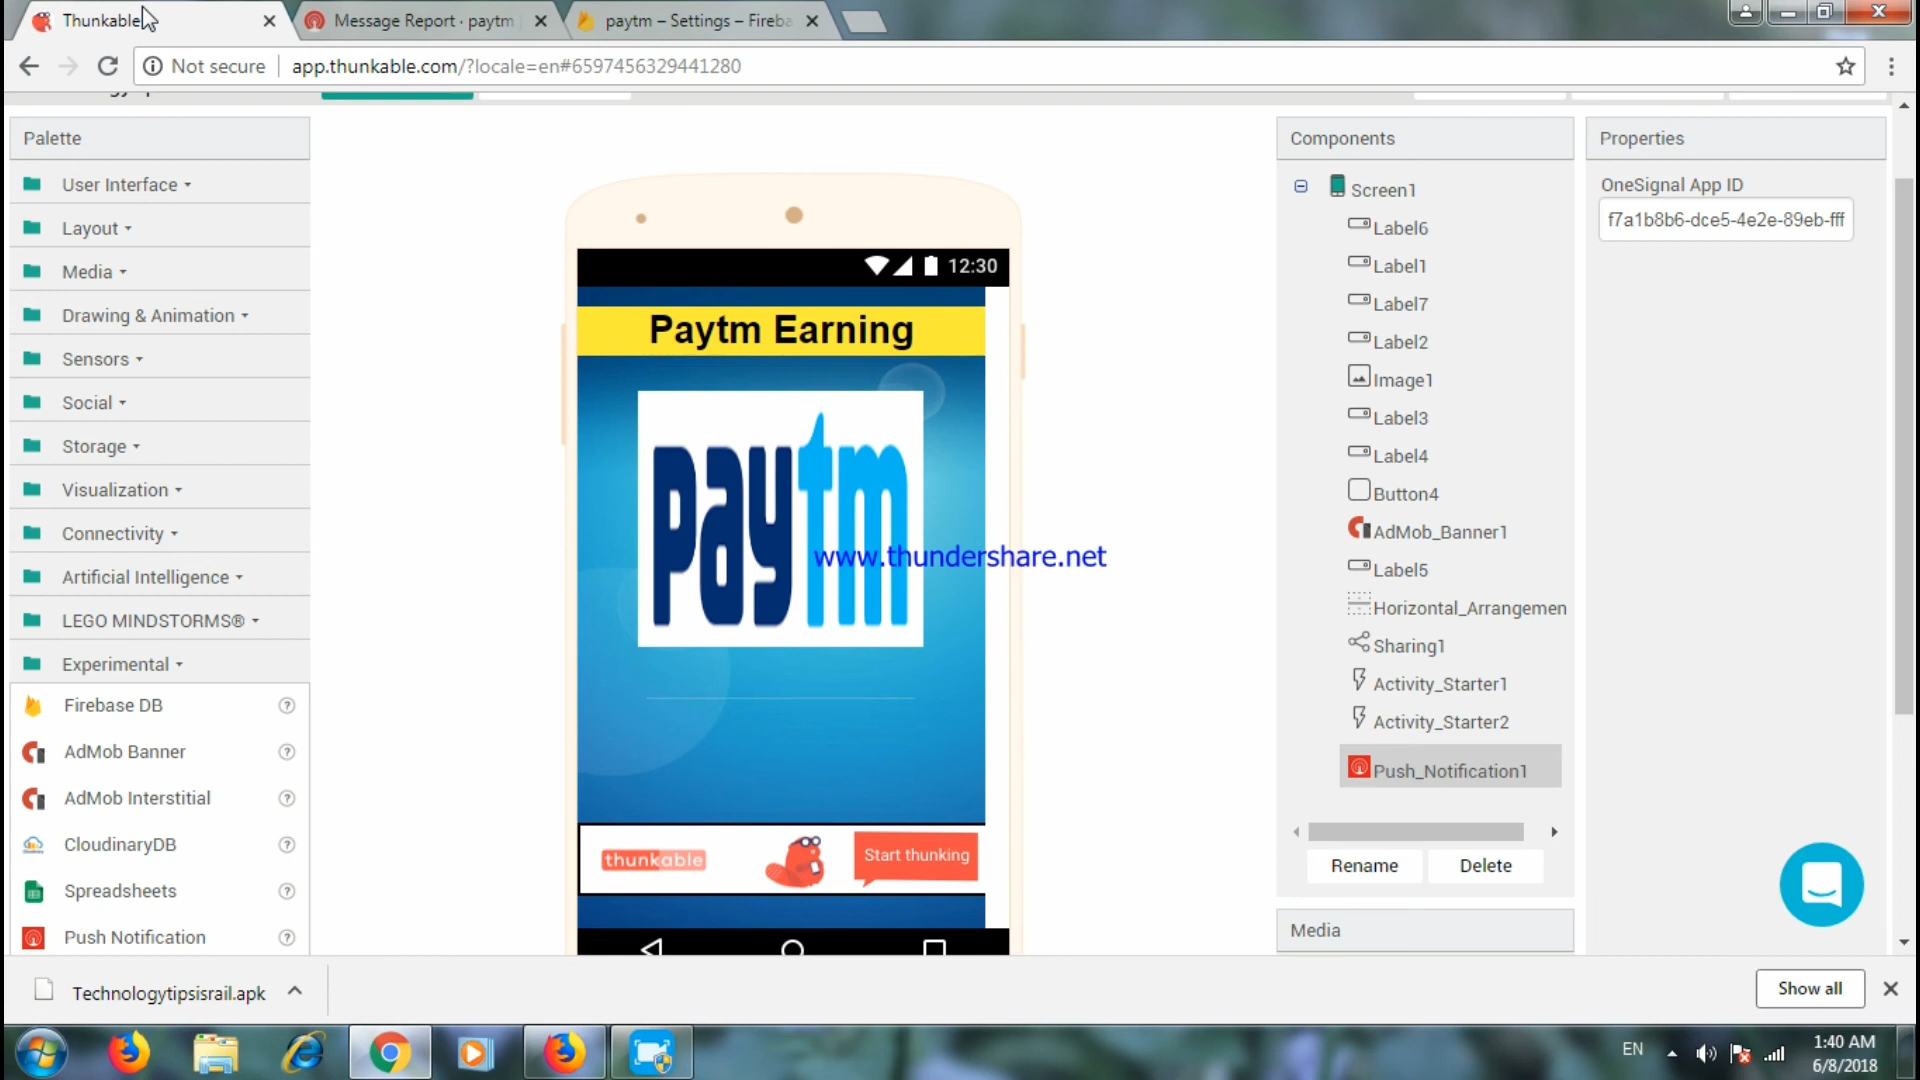 Thunkable
Message Report · paytm
paytm – Settings – Fireba
Not secure
app.thunkable.com/?locale=en#6597456329441280
Palette
Components
Properties
User Interface
Layout
Media
Drawing & Animation
Sensors
Social
Storage
Visualization
Connectivity
Artificial Intelligence
LEGO MINDSTORMS®
Experimental
Firebase DB
AdMob Banner
AdMob Interstitial
CloudinaryDB
Spreadsheets
Push Notification
12:30
Paytm Earning
paytm
www.thundershare.net
thunkable
Start thunking
Screen1
Label6
Label1
Label7
Label2
Image1
Label3
Label4
Button4
AdMob_Banner1
Label5
Horizontal_Arrangemen
Sharing1
Activity_Starter1
Activity_Starter2
Push_Notification1
Rename
Delete
Media
OneSignal App ID
f7a1b8b6-dce5-4e2e-89eb-fff
Technologytipsisrail.apk
Show all
EN
1:40 AM
6/8/2018